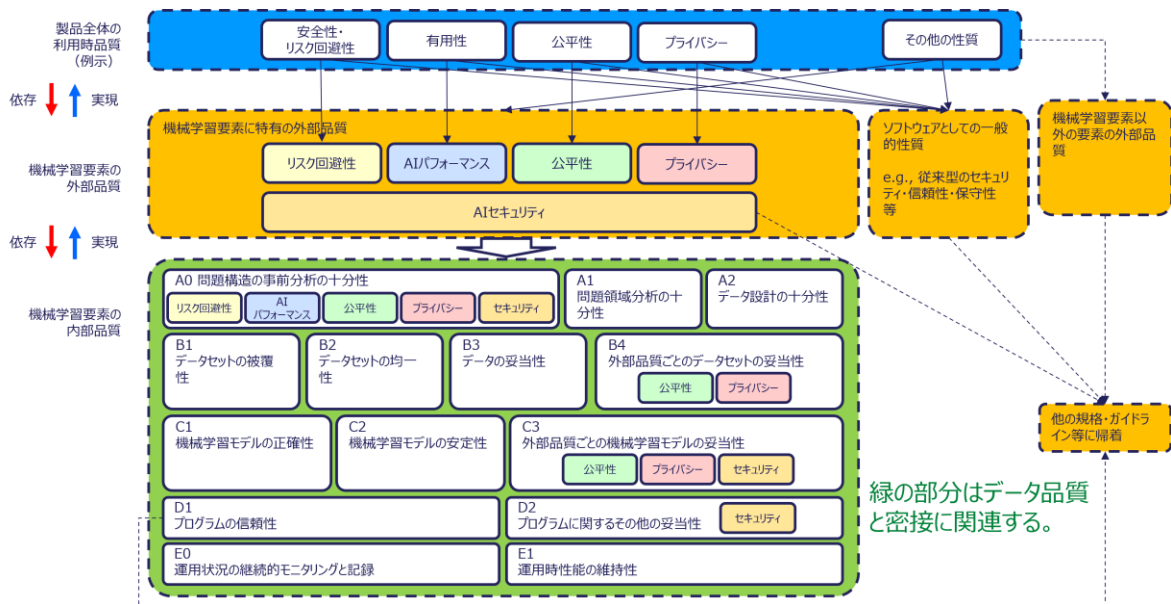 製品全体の
利用時品質
（例示）
安全性・
リスク回避性
有用性
公平性
プライバシー
その他の性質
依存
実現
機械学習要素の
外部品質
機械学習要素に特有の外部品質
リスク回避性
AIパフォーマンス
公平性
プライバシー
AIセキュリティ
ソフトウェアとしての一般
的性質
e.g., 従来型のセキュリ
ティ・信頼性・保守性
等
機械学習要素以
外の要素の外部品
質
依存
実現
機械学習要素の
内部品質
A0 問題構造の事前分析の十分性
リスク回避性
AI
パフォーマンス
公平性
プライバシー
セキュリティ
A1
問題領域分析の十
分性
A2
データ設計の十分性
B1
データセットの被覆
性
B2
データセットの均一
性
B3
データの妥当性
B4
外部品質ごとのデータセットの妥当性
公平性
プライバシー
C1
機械学習モデルの正確性
C2
機械学習モデルの安定性
C3
外部品質ごとの機械学習モデルの妥当性
公平性
プライバシー
セキュリティ
他の規格・ガイドラ
イン等に帰着
D1
プログラムの信頼性
D2
プログラムに関するその他の妥当性
セキュリティ
緑の部分はデータ品質
と密接に関連する。
E0
運用状況の継続的モニタリングと記録
E1
運用時性能の維持性